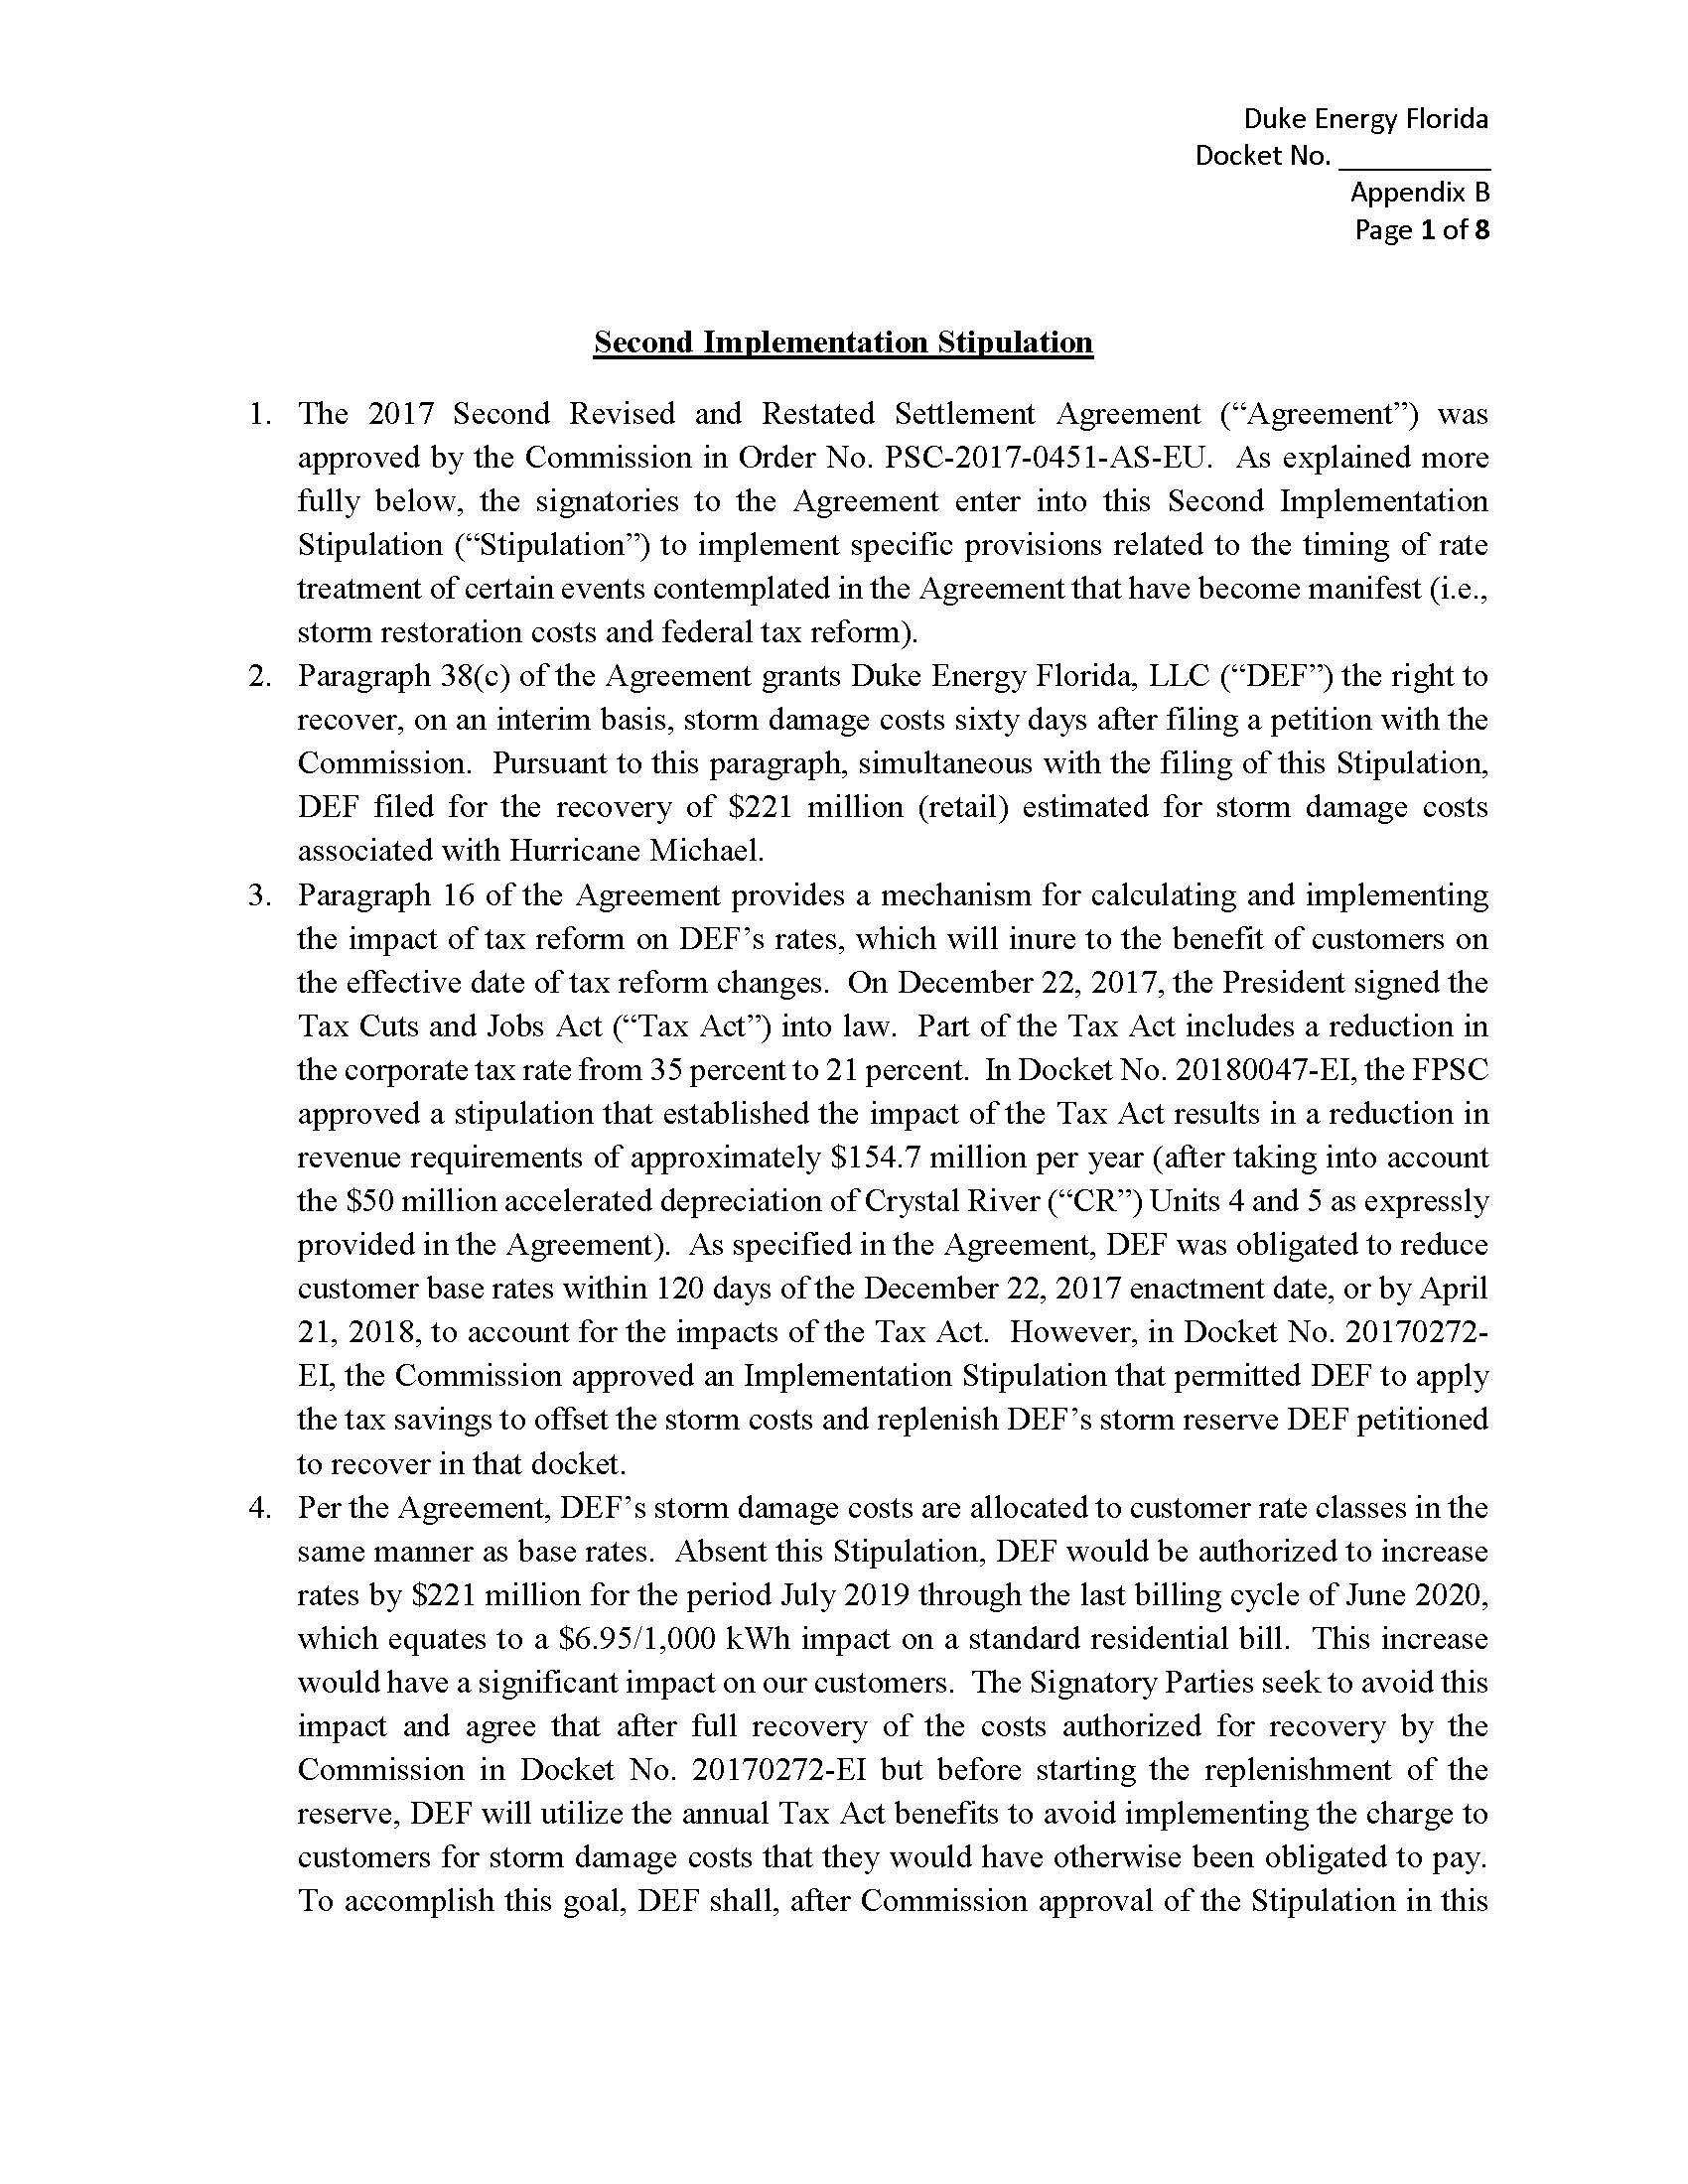 Duke Energy Florida
Docket No. __________
Appendix B
Page 1 of 8
Second Implementation Stipulation
1. The 2017 Second Revised and Restated Settlement Agreement (“Agreement”) was
approved by the Commission in Order No. PSC-2017-0451-AS-EU. As explained more
fully below, the signatories to the Agreement enter into this Second Implementation
Stipulation (“Stipulation”) to implement specific provisions related to the timing of rate
treatment of certain events contemplated in the Agreement that have become manifest (i.e.,
storm restoration costs and federal tax reform).
2. Paragraph 38(c) of the Agreement grants Duke Energy Florida, LLC (“DEF”) the right to
recover, on an interim basis, storm damage costs sixty days after filing a petition with the
Commission. Pursuant to this paragraph, simultaneous with the filing of this Stipulation,
DEF filed for the recovery of $221 million (retail) estimated for storm damage costs
associated with Hurricane Michael.
3. Paragraph 16 of the Agreement provides a mechanism for calculating and implementing
the impact of tax reform on DEF’s rates, which will inure to the benefit of customers on
the effective date of tax reform changes. On December 22, 2017, the President signed the
Tax Cuts and Jobs Act (“Tax Act”) into law. Part of the Tax Act includes a reduction in
the corporate tax rate from 35 percent to 21 percent. In Docket No. 20180047-EI, the FPSC
approved a stipulation that established the impact of the Tax Act results in a reduction in
revenue requirements of approximately $154.7 million per year (after taking into account
the $50 million accelerated depreciation of Crystal River (“CR”) Units 4 and 5 as expressly
provided in the Agreement). As specified in the Agreement, DEF was obligated to reduce
customer base rates within 120 days of the December 22, 2017 enactment date, or by April
21, 2018, to account for the impacts of the Tax Act. However, in Docket No. 20170272-
EI, the Commission approved an Implementation Stipulation that permitted DEF to apply
the tax savings to offset the storm costs and replenish DEF’s storm reserve DEF petitioned
to recover in that docket.
4. Per the Agreement, DEF’s storm damage costs are allocated to customer rate classes in the
same manner as base rates. Absent this Stipulation, DEF would be authorized to increase
rates by $221 million for the period July 2019 through the last billing cycle of June 2020,
which equates to a $6.95/1,000 kWh impact on a standard residential bill. This increase
would have a significant impact on our customers. The Signatory Parties seek to avoid this
impact and agree that after full recovery of the costs authorized for recovery by the
Commission in Docket No. 20170272-EI but before starting the replenishment of the
reserve, DEF will utilize the annual Tax Act benefits to avoid implementing the charge to
customers for storm damage costs that they would have otherwise been obligated to pay.
To accomplish this goal, DEF shall, after Commission approval of the Stipulation in this